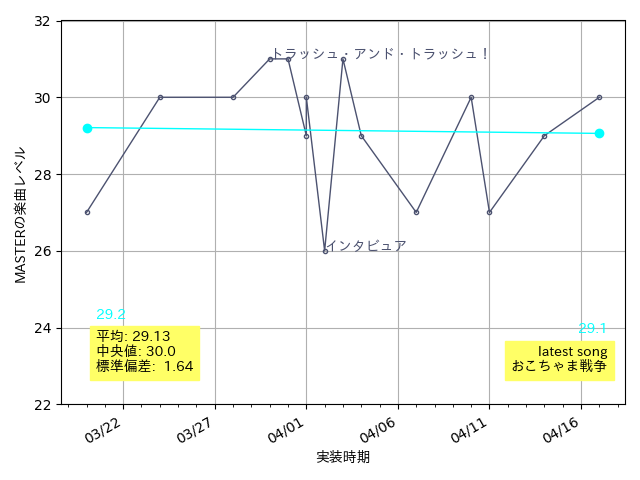 32
30
28
26
24
22
MASTERの楽曲レベル
トラッシュ・アンド・トラッシュ！
インタビュア
29.2
29.1
平均: 29.13
中央値: 30.0
標準偏差: 1.64
latest song
おこちゃま戦争
03/22
03/27
04/01
04/06
04/11
04/16
実装時期